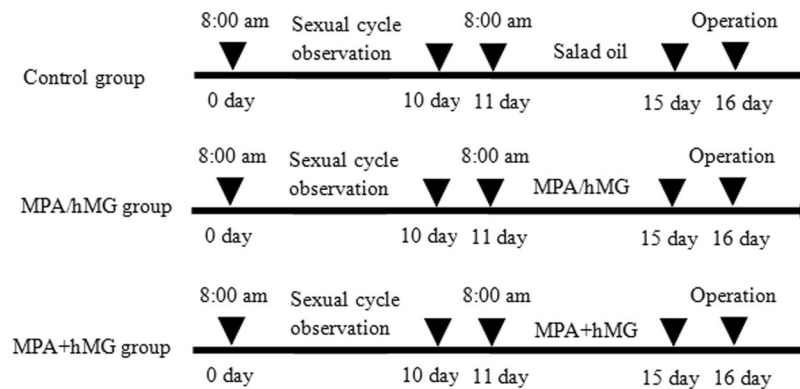 8:00 am Sexual cycle observation 8:00 am Salad oil Operation
Control group
0 day 10 day 11 day 15 day 16 day
8:00 am Sexual cycle observation 8:00 am MPA/hMG Operation
MPA/hMG group
0 day 10 day 11 day 15 day 16 day
8:00 am Sexual cycle observation 8:00 am MPA+hMG Operation
MPA+hMG group
0 day 10 day 11 day 15 day 16 day